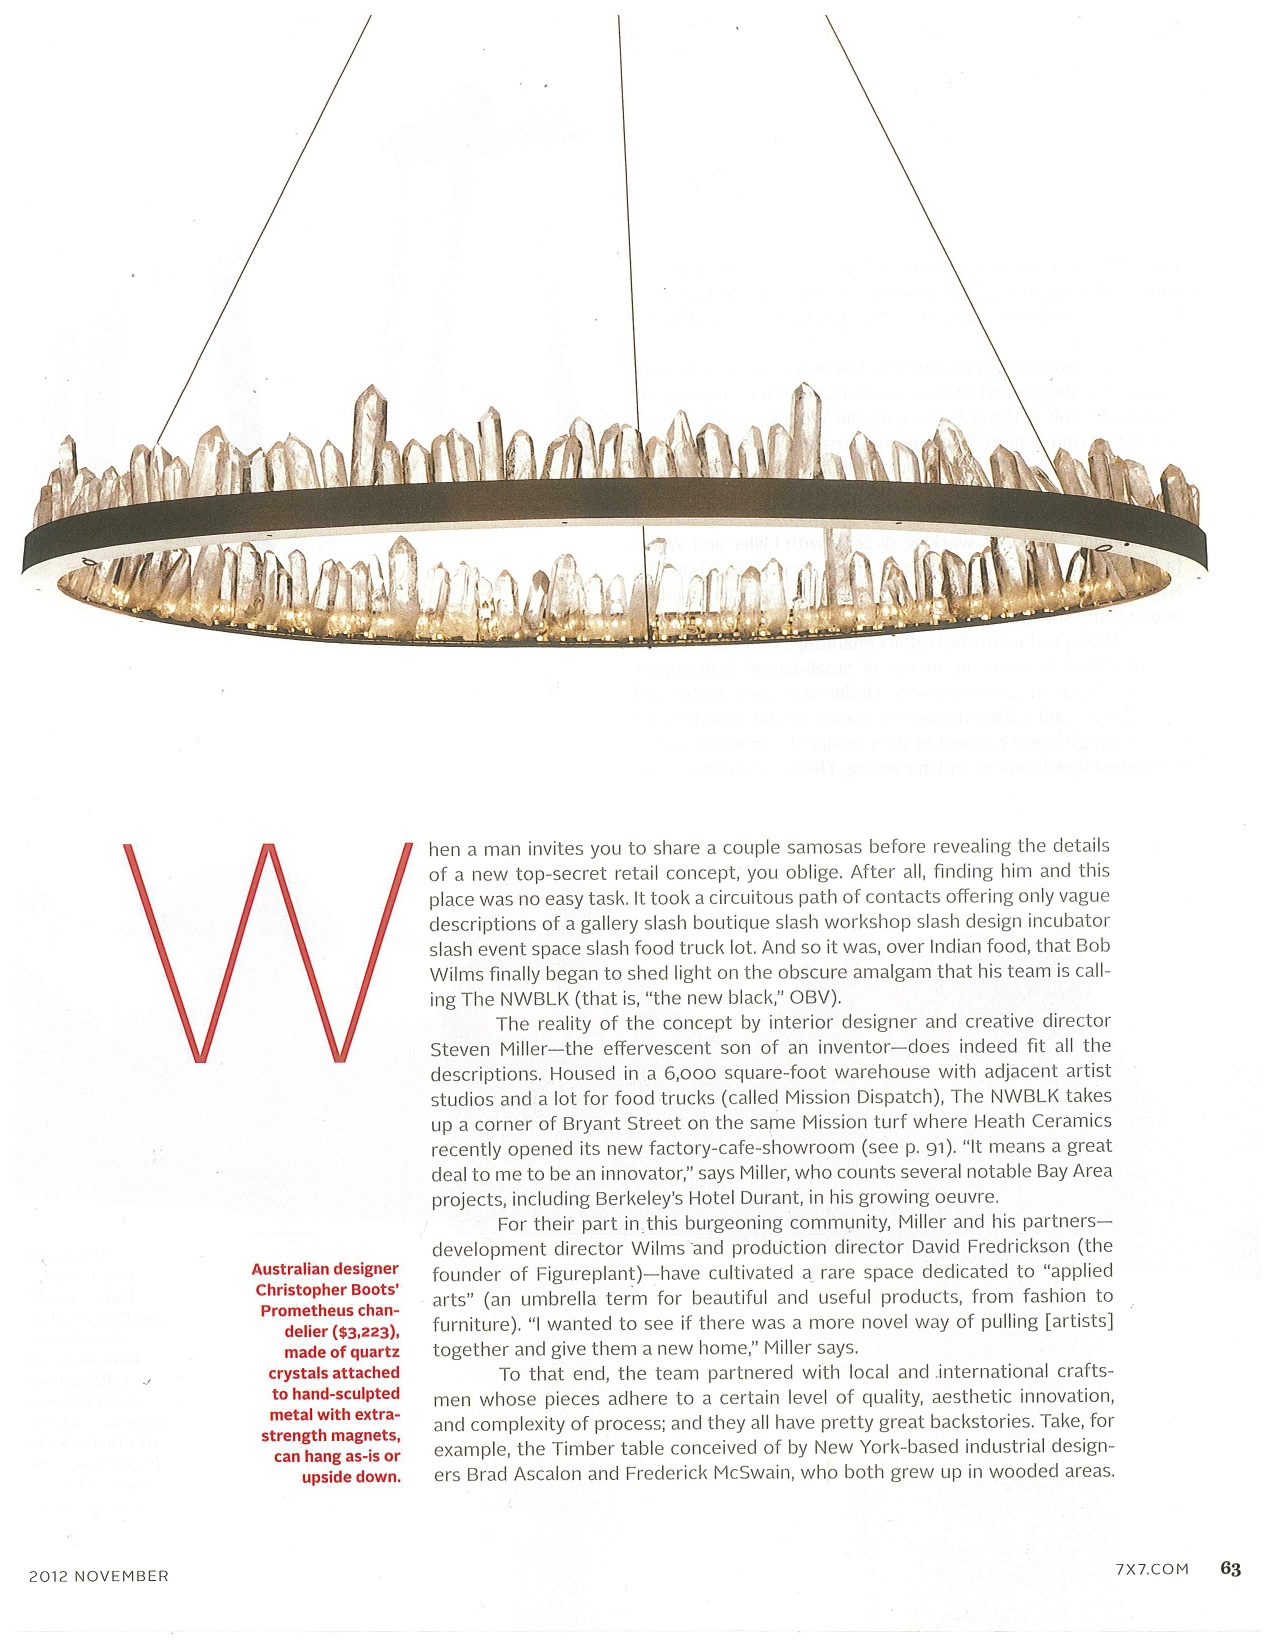 When a man invites you to share a couple samosas before revealing the details
of a new top-secret retail concept, you oblige. After all, finding him and this
place was no easy task. It took a circuitous path of contacts offering only vague
descriptions of a gallery slash boutique slash workshop slash design incubator
slash event space slash food truck lot. And so it was, over Indian food, that Bob
Wilms finally began to shed light on the obscure amalgam that his team is call-
ing The NWBLK (that is, “the new black,” OBV).
The reality of the concept by interior designer and creative director
Steven Miller—the effervescent son of an inventor—does indeed fit all the
descriptions. Housed in a 6,000 square-foot warehouse with adjacent artist
studios and a lot for food trucks (called Mission Dispatch), The NWBLK takes
up a corner of Bryant Street on the same Mission turf where Heath Ceramics
recently opened its new factory-cafe-showroom (see p. 91). “It means a great
deal to me to be an innovator,” says Miller, who counts several notable Bay Area
projects, including Berkeley’s Hotel Durant, in his growing oeuvre.
For their part in this burgeoning community, Miller and his partners—
development director Wilms and production director David Fredrickson (the
founder of Figureplant)—have cultivated a rare space dedicated to “applied
arts” (an umbrella term for beautiful and useful products, from fashion to
furniture). “I wanted to see if there was a more novel way of pulling [artists]
together and give them a new home,” Miller says.
To that end, the team partnered with local and international crafts-
men whose pieces adhere to a certain level of quality, aesthetic innovation,
and complexity of process; and they all have pretty great backstories. Take, for
example, the Timber table conceived of by New York-based industrial design-
ers Brad Ascalon and Frederick McSwain, who both grew up in wooded areas.
Australian designer
Christopher Boots’
Prometheus chan-
delier ($3,223),
made of quartz
crystals attached
to hand-sculpted
metal with extra-
strength magnets,
can hang as-is or
upside down.
2012 NOVEMBER
7X7.COM 63